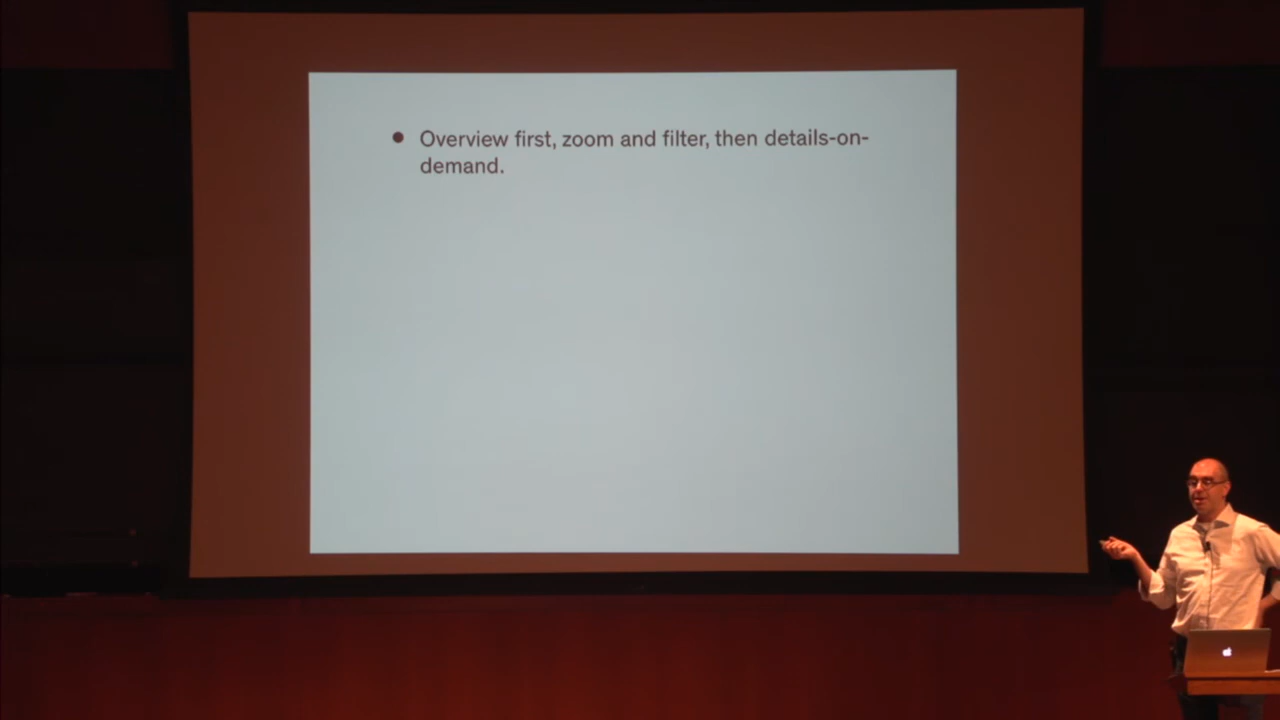 Overview first, zoom and filter, then details-on-
demand.